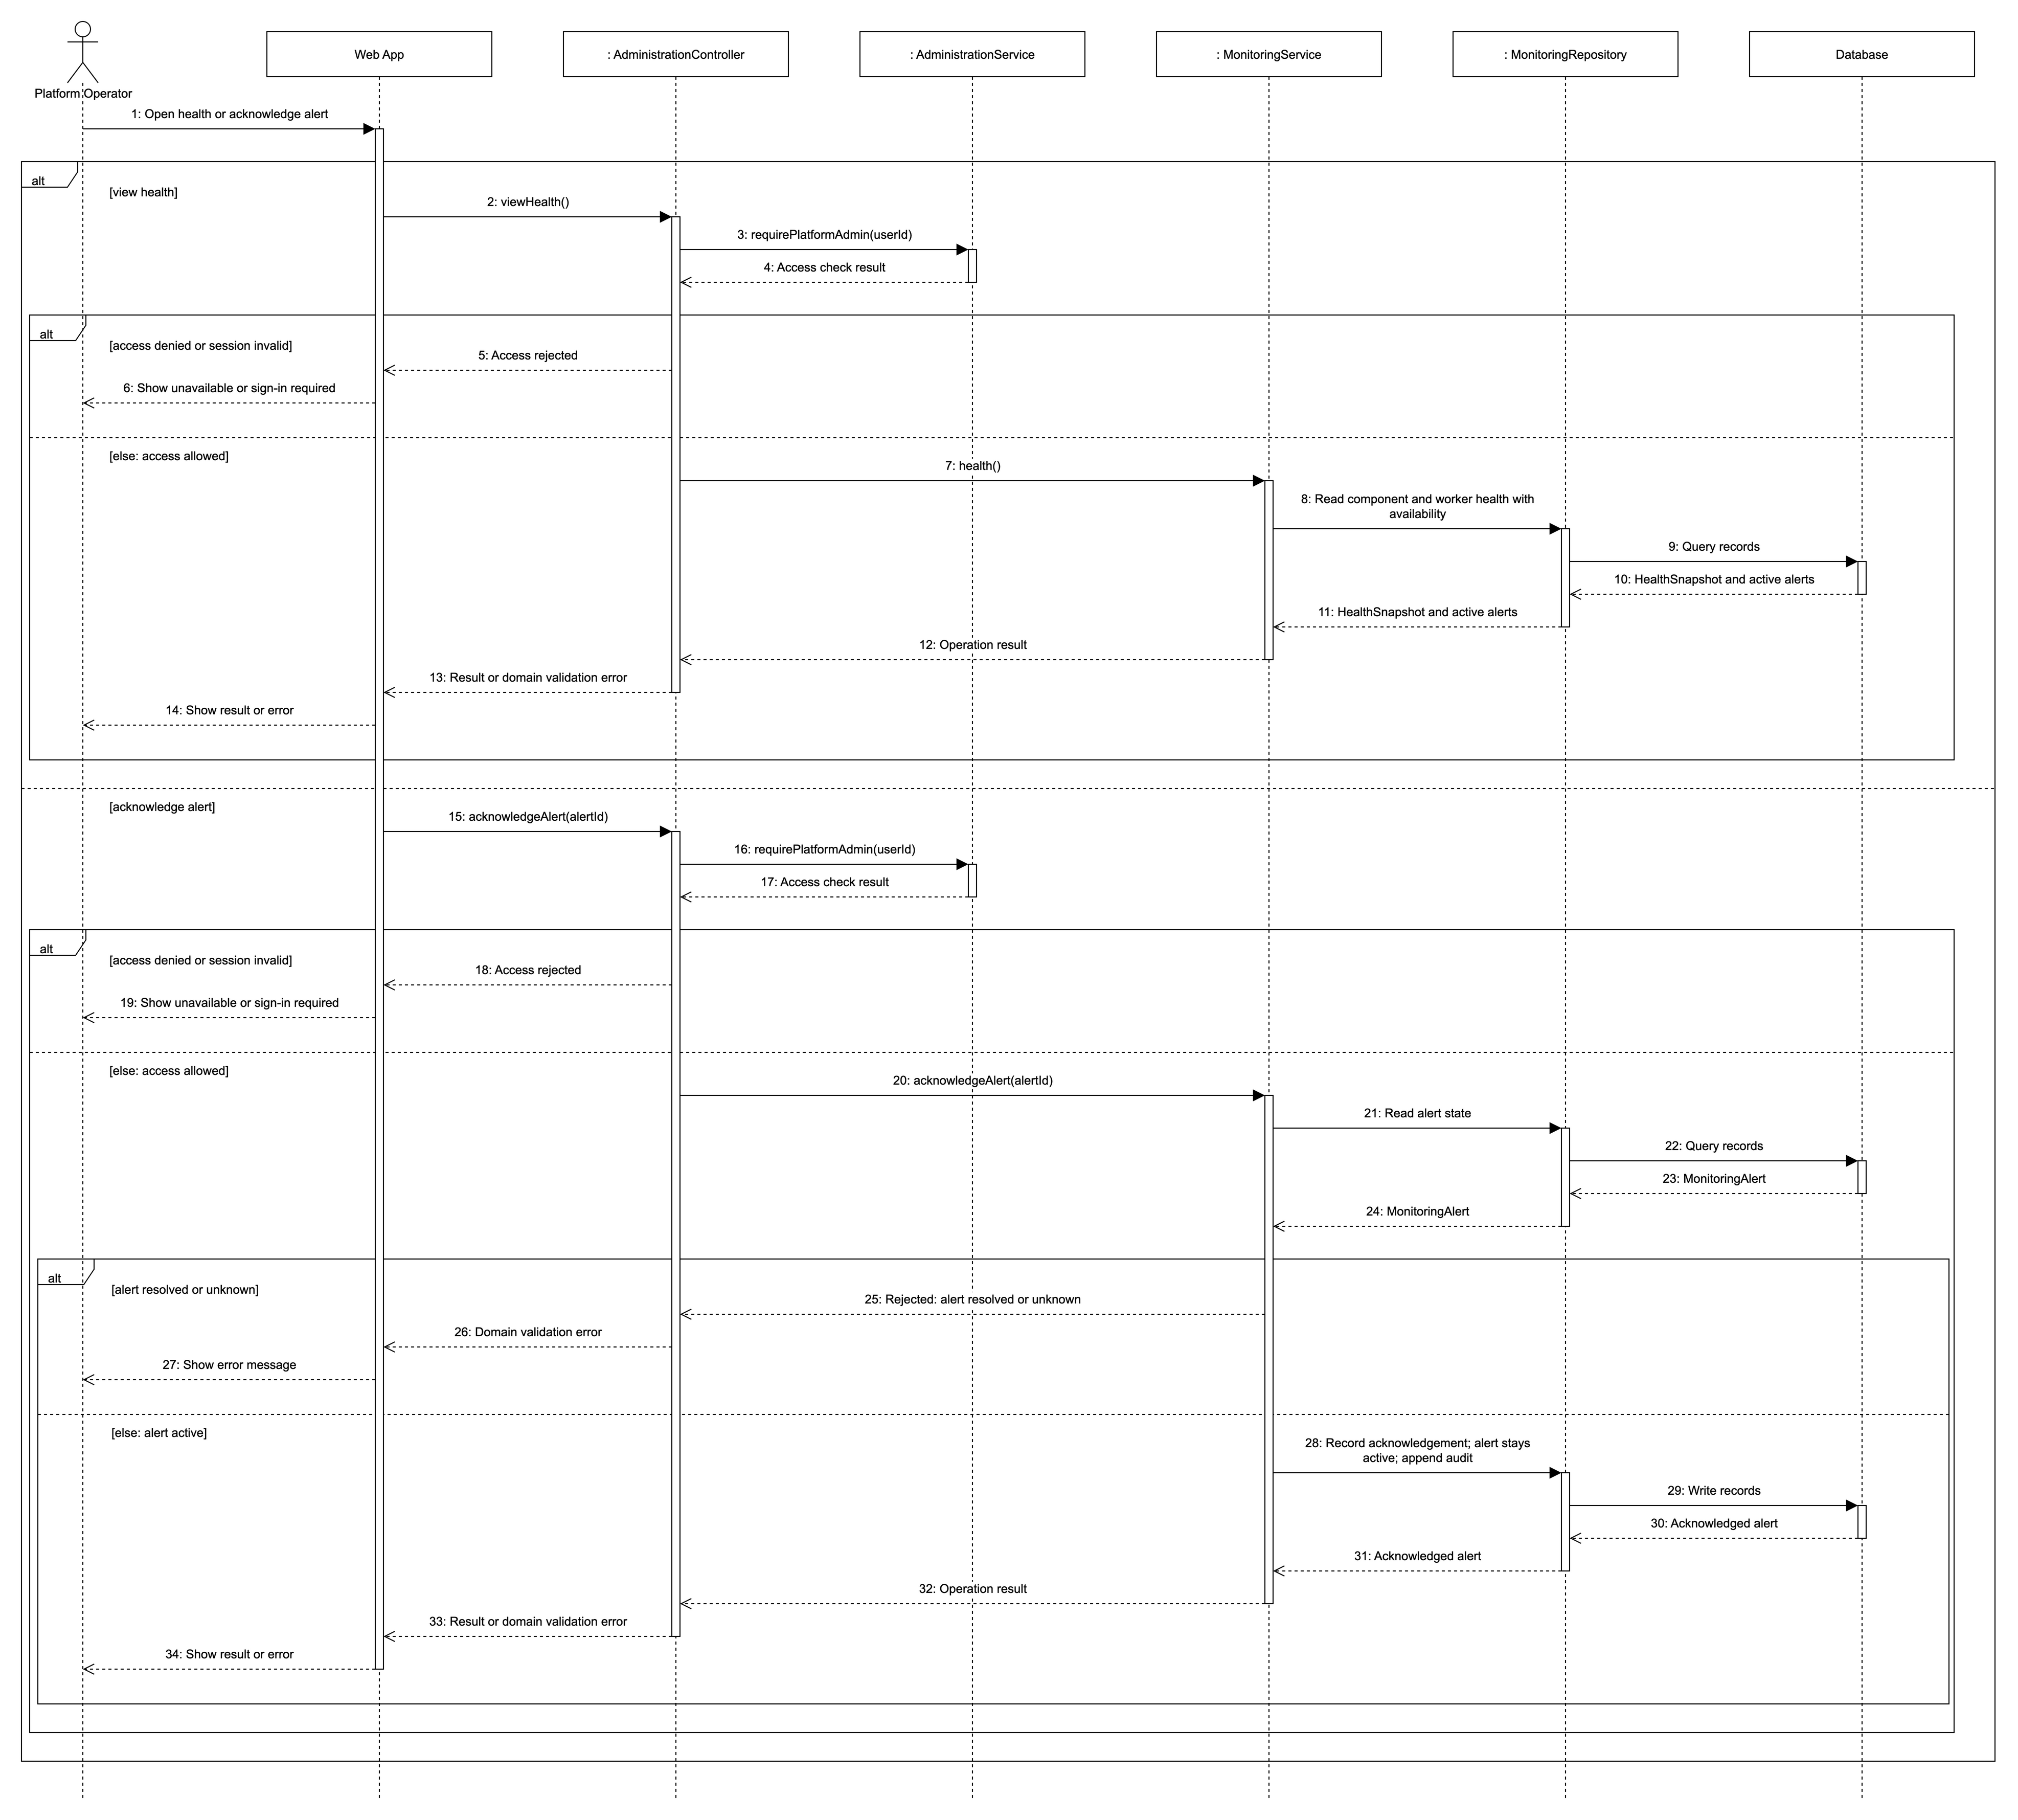 Platform Operator
Web App
: AdministrationController
: AdministrationService
: MonitoringService
: MonitoringRepository
Database
1: Open health or acknowledge alert
alt
[view health]
2: viewHealth()
3: requirePlatformAdmin(userId)
4: Access check result
alt
[access denied or session invalid]
5: Access rejected
6: Show unavailable or sign-in required
[else: access allowed]
7: health()
8: Read component and worker health with
availability
9: Query records
10: HealthSnapshot and active alerts
11: HealthSnapshot and active alerts
12: Operation result
13: Result or domain validation error
14: Show result or error
[acknowledge alert]
15: acknowledgeAlert(alertId)
16: requirePlatformAdmin(userId)
17: Access check result
alt
[access denied or session invalid]
18: Access rejected
19: Show unavailable or sign-in required
[else: access allowed]
20: acknowledgeAlert(alertId)
21: Read alert state
22: Query records
23: MonitoringAlert
24: MonitoringAlert
alt
[alert resolved or unknown]
25: Rejected: alert resolved or unknown
26: Domain validation error
27: Show error message
[else: alert active]
28: Record acknowledgement; alert stays
active; append audit
29: Write records
30: Acknowledged alert
31: Acknowledged alert
32: Operation result
33: Result or domain validation error
34: Show result or error